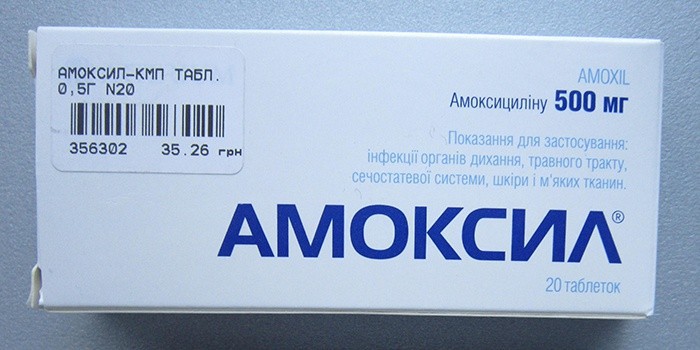 АМОКСИЛ-КМП ТАБЛ.
0,5Г N20
356302 35.26 грн
AMOXIL
Амоксициліну 500 мг
Показання для застосування:
інфекції органів дихання, травного тракту,
сечостатевої системи, шкіри і м'яких тканин.
АМОКСИЛ®
20 таблеток